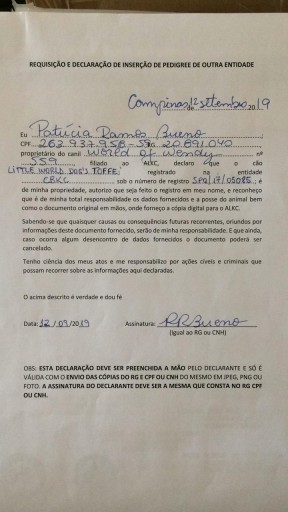 REQUISIÇÃO E DECLARAÇÃO DE INSERÇÃO DE PEDIGREE DE OUTRA ENTIDADE
Campinas, 12 setembro, 2019
Eu Patrícia Ramos Bueno
CPF 263.937.958-59 20.891.040
proprietário do canil World of Wendy nº
559 filiado ao ALKC, declaro que o cão
LITTLE WORLD DOS'S TOFFE registrado na entidade
CBKC sob o número de registro 17/05085; é
de minha propriedade, autorizo que seja feito o registro em meu nome, e reconheço
que é de minha total responsabilidade os dados fornecidos e a posse do animal bem
como o documento original em mãos, onde forneço a cópia digital para o ALKC.
Sabendo-se que quaisquer causas ou consequências futuras recorrentes, oriundos por
informações deste documento fornecido, serão de minha responsabilidade. E que ainda,
caso ocorra algum desencontro de dados fornecidos o documento poderá ser
cancelado.
Tenho ciência dos meus atos e me responsabilizo por ações cíveis e criminais que
possam recorrer sobre as informações aqui declaradas.
O acima descrito é verdade e dou fé
Data: 12/09/2019 Assinatura: PRBueno
(Igual ao RG ou CNH)
OBS: ESTA DECLARAÇÃO DEVE SER PREENCHIDA A MÃO PELO DECLARANTE E SÓ É
VÁLIDA COM O ENVIO DAS CÓPIAS DO RG E CPF OU CNH DO MESMO EM JPEG, PNG OU
FOTO. A ASSINATURA DO DECLARANTE DEVE SER A MESMA QUE CONSTA NO RG CPF
OU CNH.